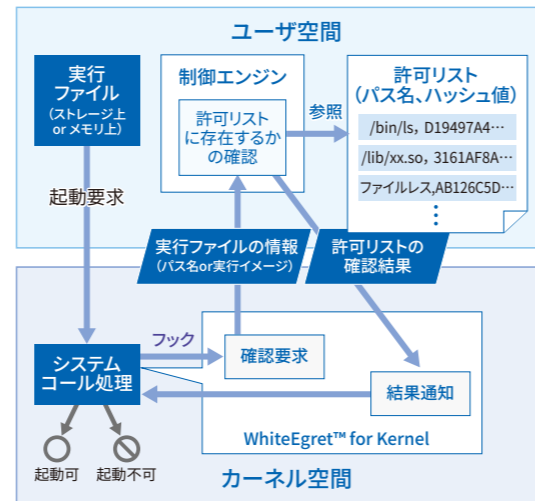 ユーザ空間
実行
ファイル
（ストレージ上
or メモリ上）
制御エンジン
許可リスト
に存在するか
の確認
参照
許可リスト
（パス名、ハッシュ値）
/bin/ls，D19497A4…
/lib/xx.so，3161AF8A…
ファイルレス,AB126C5D…
⋮
起動要求
実行ファイルの情報
（パス名or実行イメージ）
許可リストの
確認結果
システム
コール処理
フック
確認要求
結果通知
WhiteEgret™ for Kernel
起動可
起動不可
カーネル空間